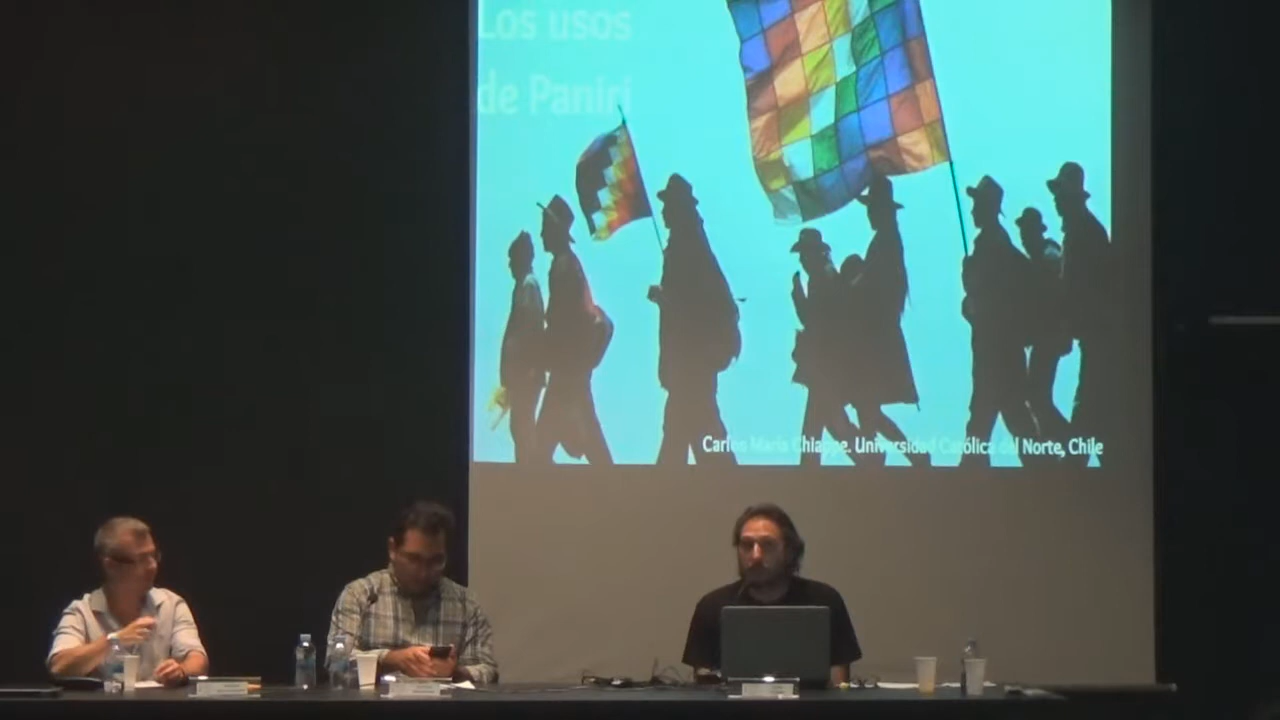 Los usos
de Paniri
Carlos María Chiappe. Universidad Católica del Norte, Chile